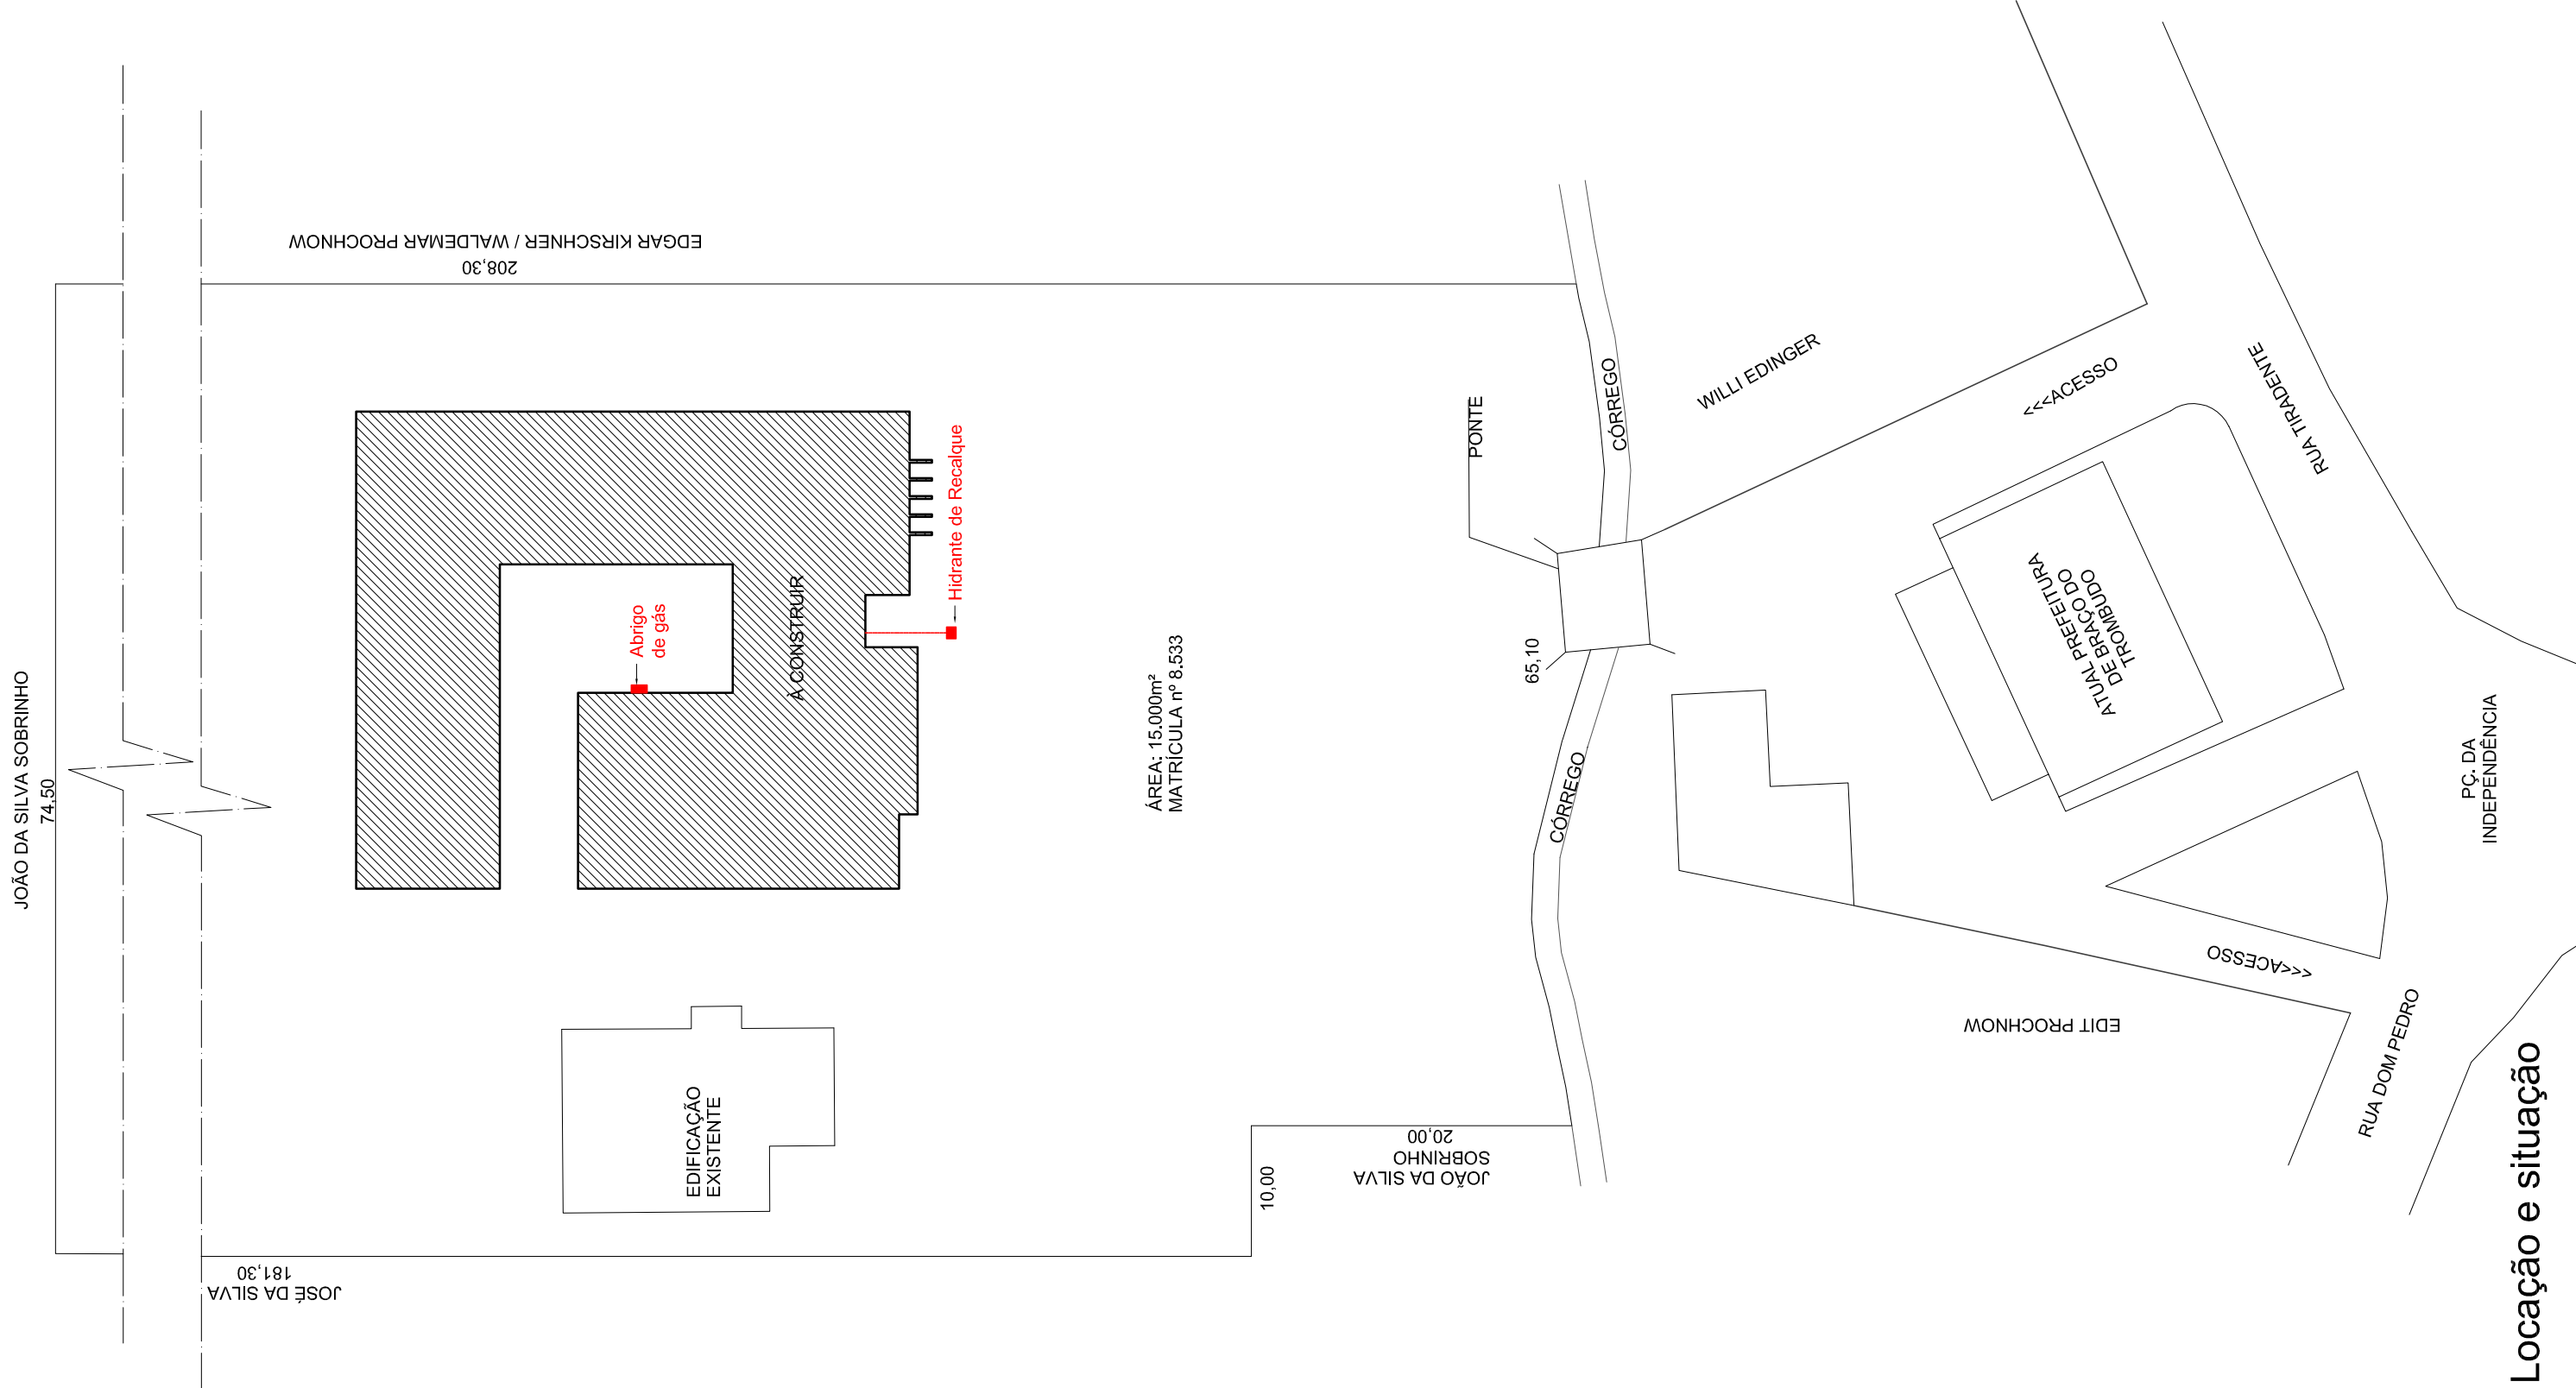 JOÃO DA SILVA SOBRINHO
74,50
EDGAR KIRSCHNER / WALDEMAR PROCHNOW
208,30
JOSÉ DA SILVA
181,30
Abrigo
de gás
À CONSTRUIR
Hidrante de Recalque
EDIFICAÇÃO
EXISTENTE
ÁREA: 15.000m²
MATRÍCULA nº 8.533
10,00
JOÃO DA SILVA
SOBRINHO
20,00
PONTE
65,10
CÓRREGO
CÓRREGO
WILLI EDINGER
<<<ACESSO
RUA TIRADENTE
ATUAL PREFEITURA
DE BRAÇO DO
TROMBUDO
PÇ. DA
INDEPENDÊNCIA
<<<ACESSO
EDIT PROCHNOW
RUA DOM PEDRO
Locação e situação